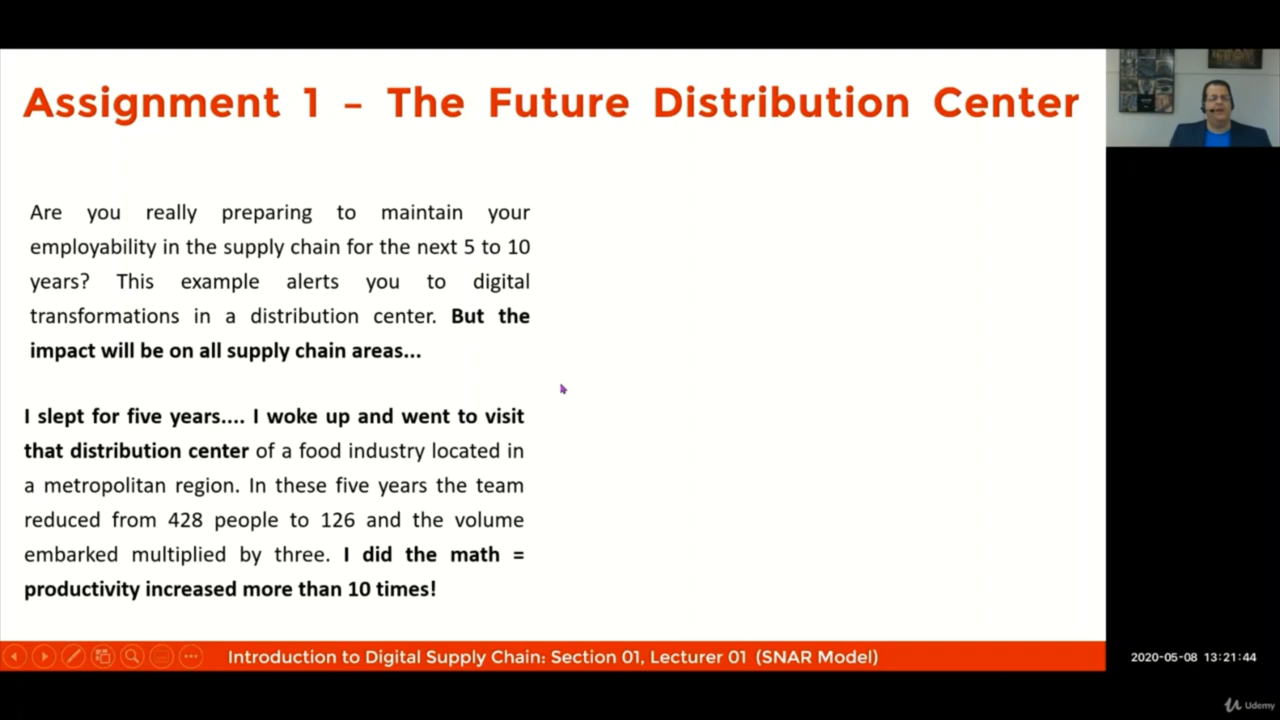 Assignment 1 – The Future Distribution Center
Are you really preparing to maintain your
employability in the supply chain for the next 5 to 10
years? This example alerts you to digital
transformations in a distribution center. But the
impact will be on all supply chain areas...
I slept for five years.... I woke up and went to visit
that distribution center of a food industry located in
a metropolitan region. In these five years the team
reduced from 428 people to 126 and the volume
embarked multiplied by three. I did the math =
productivity increased more than 10 times!
Introduction to Digital Supply Chain: Section 01, Lecturer 01 (SNAR Model)
2020-05-08 13:21:44
Udemy